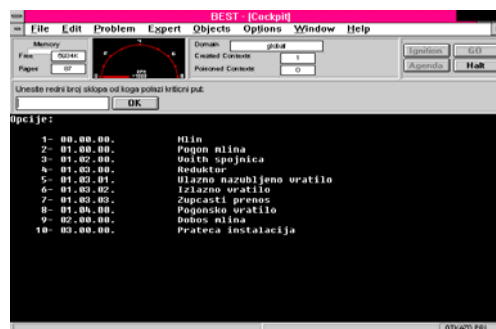 BEST - [Cockpit]
File Edit Problem Expert Objects Options Window Help
Memory
Free
Pages 87
RPM
Domain global
Created Contexts 1
Poisoned Contexts 0
Ignition GO
Agenda Halt
Unesite redni broj sklopa od koga polazi kriticni put:
OK
Opcije:
1- 00.00.00. Mlin
2- 01.00.00. Pogon mlina
3- 01.02.00. Voith spojnica
4- 01.03.00. Reduktor
5- 01.03.01. Ulazno nazubljeno vratilo
6- 01.03.02. Izlazno vratilo
7- 01.03.03. Zupcasti prenos
8- 01.04.00. Pogonsko vratilo
9- 02.00.00. Dobos mlina
10- 03.00.00. Prateca instalacija